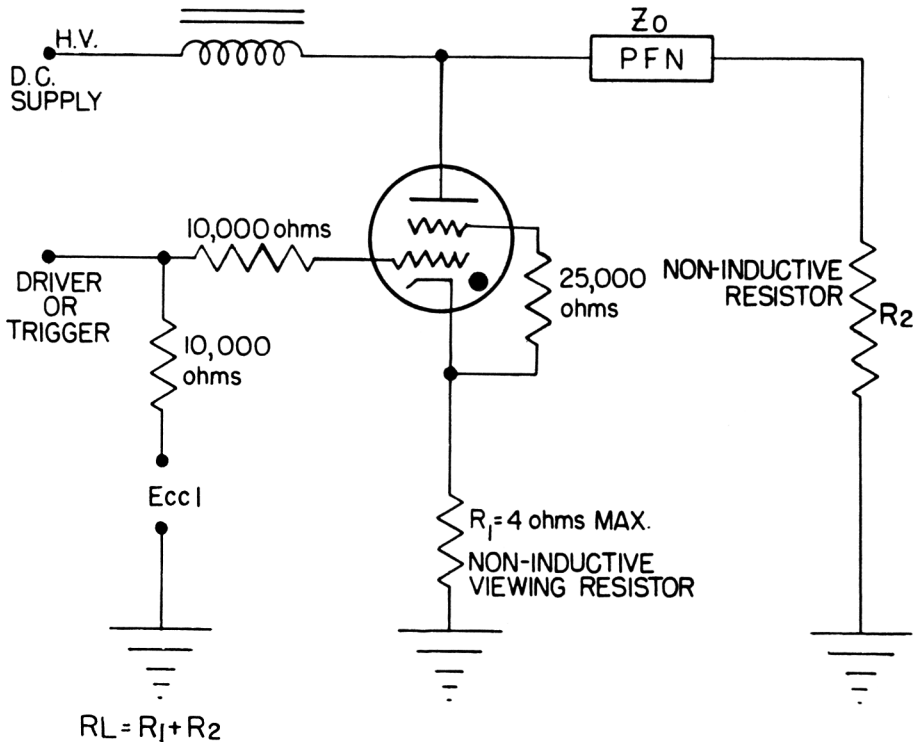 H.V.
D.C.
SUPPLY
Zo
PFN
10,000 ohms
DRIVER
OR
TRIGGER
10,000
ohms
25,000
ohms
NON-INDUCTIVE
RESISTOR
R2
Ecc1
R1=4 ohms MAX.
NON-INDUCTIVE
VIEWING RESISTOR
RL=R1+R2